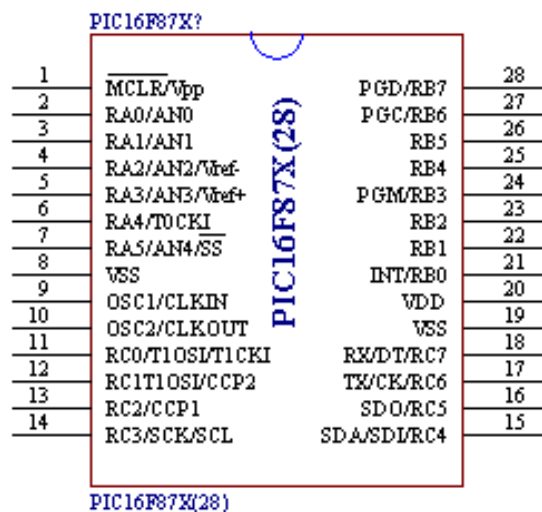 PIC16F87X?
1 MCLR/Vpp PGD/RB7 28
2 RA0/AN0 PGC/RB6 27
3 RA1/AN1 RB5 26
4 RA2/AN2/Vref- RB4 25
5 RA3/AN3/Vref+ PGM/RB3 24
6 RA4/T0CKI RB2 23
7 RA5/AN4/SS RB1 22
8 VSS INT/RB0 21
9 OSC1/CLKIN VDD 20
10 OSC2/CLKOUT VSS 19
11 RC0/T1OSI/T1CKI RX/DT/RC7 18
12 RC1T1OSI/CCP2 TX/CK/RC6 17
13 RC2/CCP1 SDO/RC5 16
14 RC3/SCK/SCL SDA/SDI/RC4 15
PIC16F87X(28)
PIC16F87X(28)